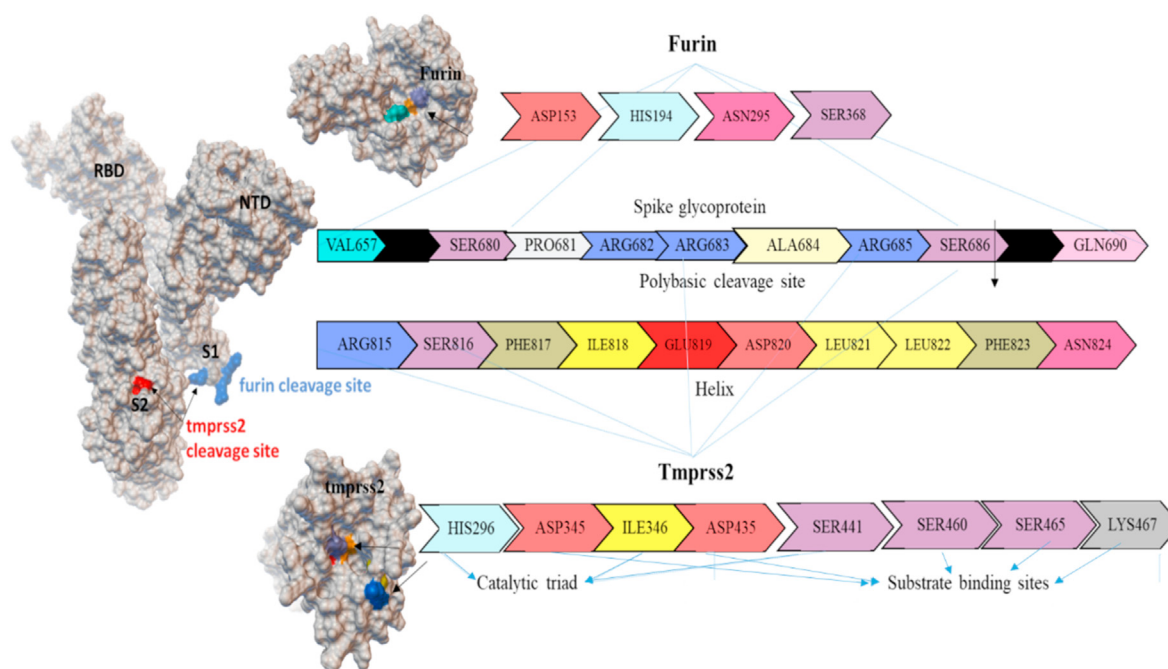 Furin
Furin
ASP153 HIS194 ASN295 SER368
RBD
NTD
Spike glycoprotein
VAL657 SER680 PRO681 ARG682 ARG683 ALA684 ARG685 SER686 GLN690
Polybasic cleavage site
ARG815 SER816 PHE817 ILE818 GLU819 ASP820 LEU821 LEU822 PHE823 ASN824
Helix
S1
furin cleavage site
S2
tmprss2
cleavage site
Tmprss2
tmprss2
HIS296 ASP345 ILE346 ASP435 SER441 SER460 SER465 LYS467
Catalytic triad
Substrate binding sites